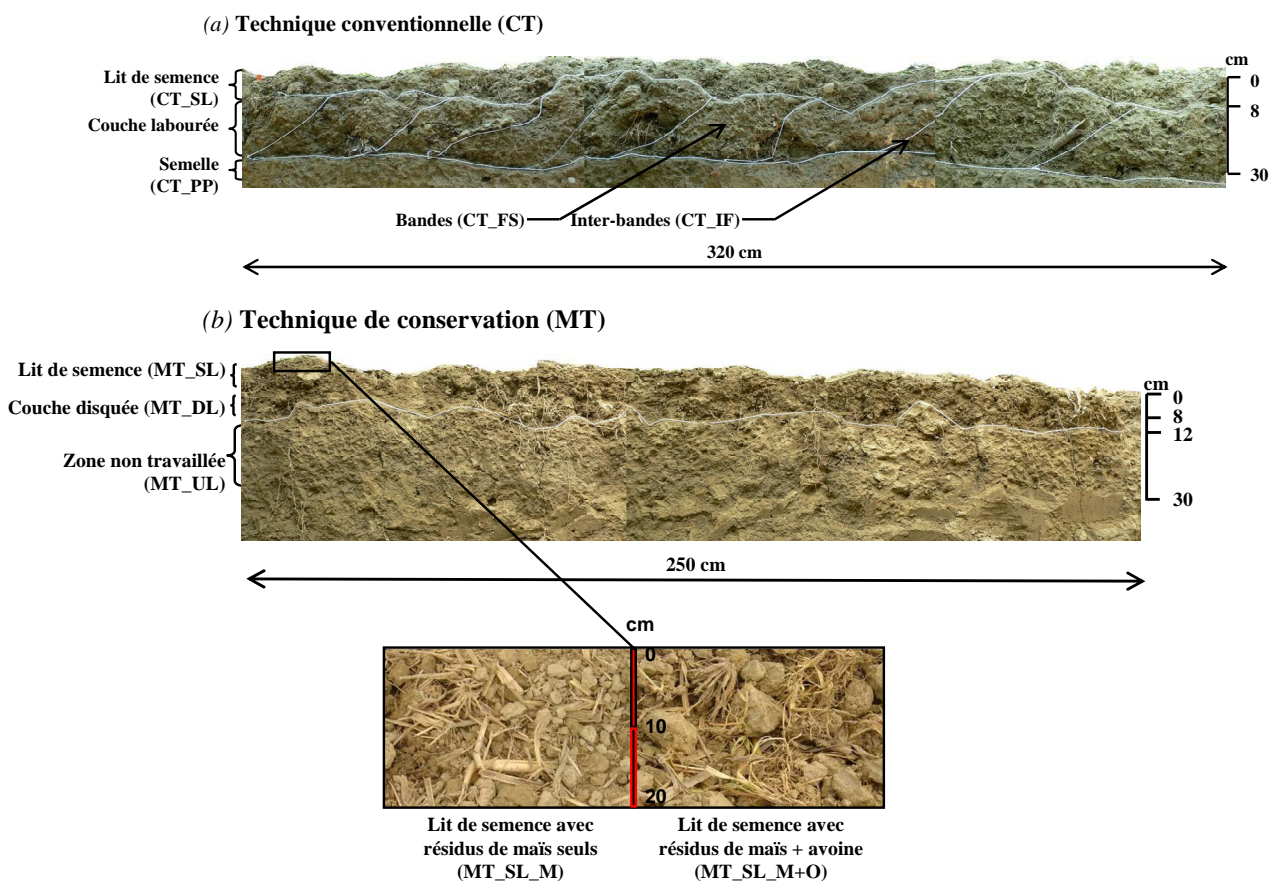 (a) Technique conventionnelle (CT)
Lit de semence
(CT_SL)
Couche labourée
Semelle
(CT_PP)
cm
0
8
30
Bandes (CT_FS)
Inter-bandes (CT_IF)
320 cm
(b) Technique de conservation (MT)
Lit de semence (MT_SL)
Couche disquée (MT_DL)
Zone non travaillée
(MT_UL)
cm
0
8
12
30
250 cm
cm
0
10
20
Lit de semence avec
résidus de maïs seuls
(MT_SL_M)
Lit de semence avec
résidus de maïs + avoine
(MT_SL_M+O)